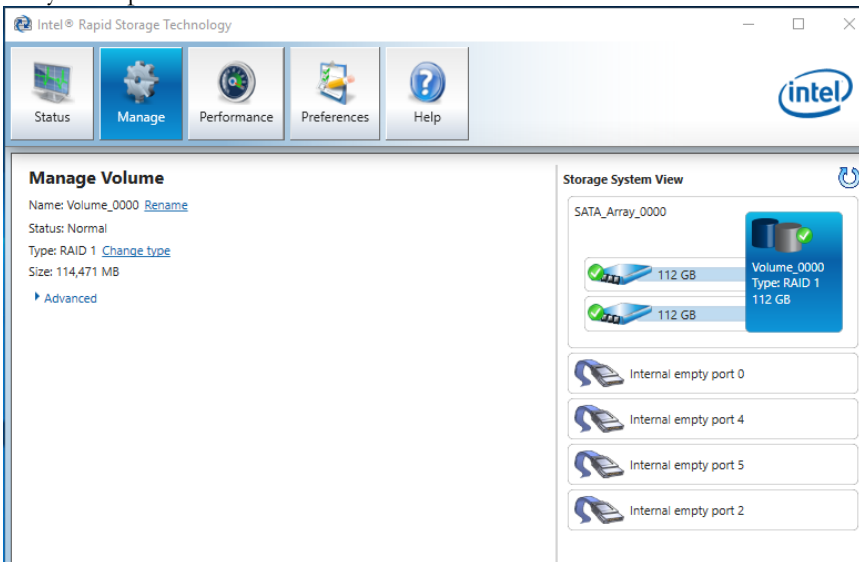 Intel® Rapid Storage Technology
Status
Manage
Performance
Preferences
Help
intel
Manage Volume
Name: Volume_0000 Rename
Status: Normal
Type: RAID 1 Change type
Size: 114,471 MB
Advanced
Storage System View
SATA_Array_0000
112 GB
112 GB
Volume_0000
Type: RAID 1
112 GB
Internal empty port 0
Internal empty port 4
Internal empty port 5
Internal empty port 2